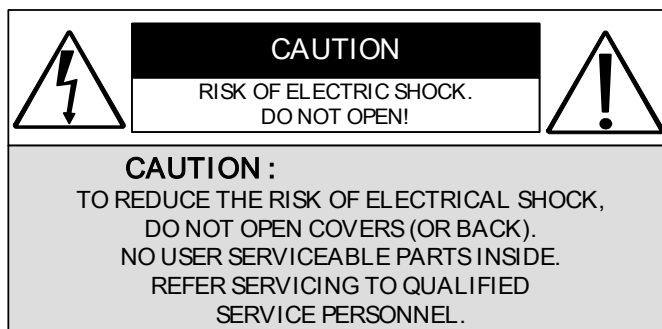 CAUTION
RISK OF ELECTRIC SHOCK.
DO NOT OPEN!
CAUTION :
TO REDUCE THE RISK OF ELECTRICAL SHOCK,
DO NOT OPEN COVERS (OR BACK).
NO USER SERVICEABLE PARTS INSIDE.
REFER SERVICING TO QUALIFIED
SERVICE PERSONNEL.